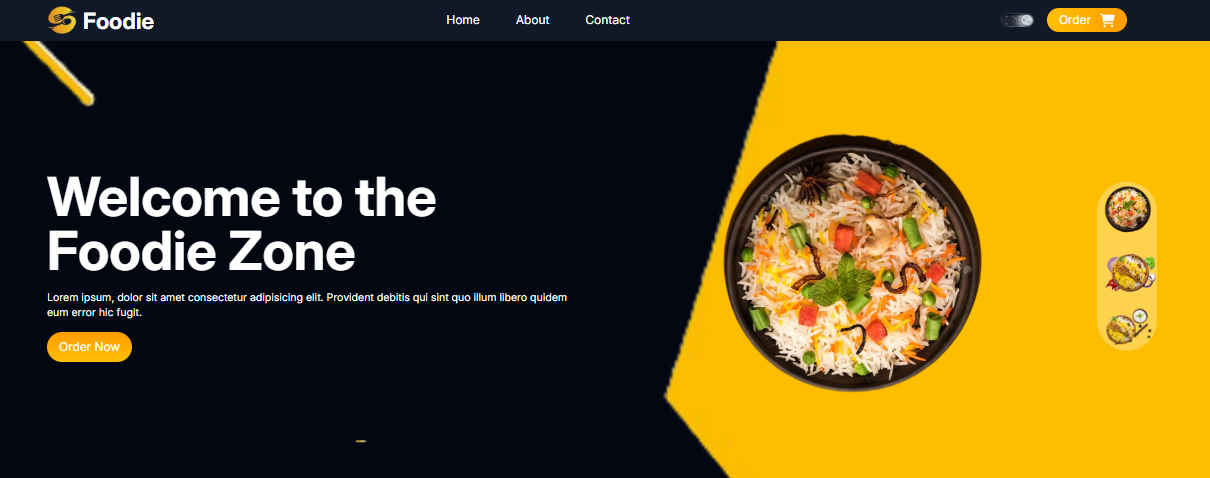 Foodie
Home
About
Contact
Order
Welcome to the
Foodie Zone
Lorem ipsum, dolor sit amet consectetur adipisicing elit. Provident debitis qui sint quo illum libero quidem
eum error hic fugit.
Order Now